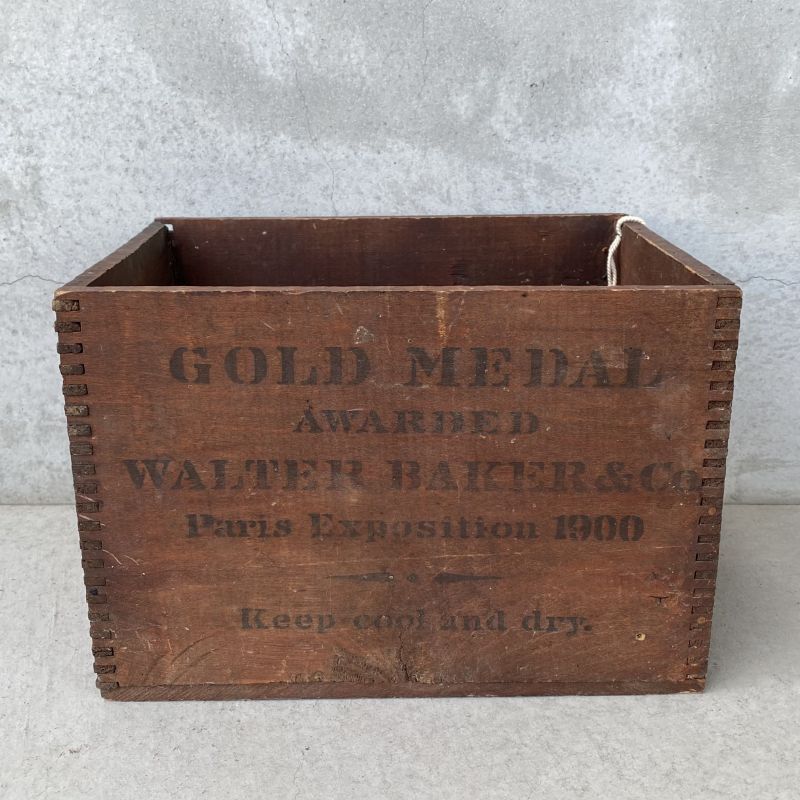 GOLD MEDAL
AWARDED
WALTER BAKER & Co.
Paris Exposition 1900
Keep cool and dry.